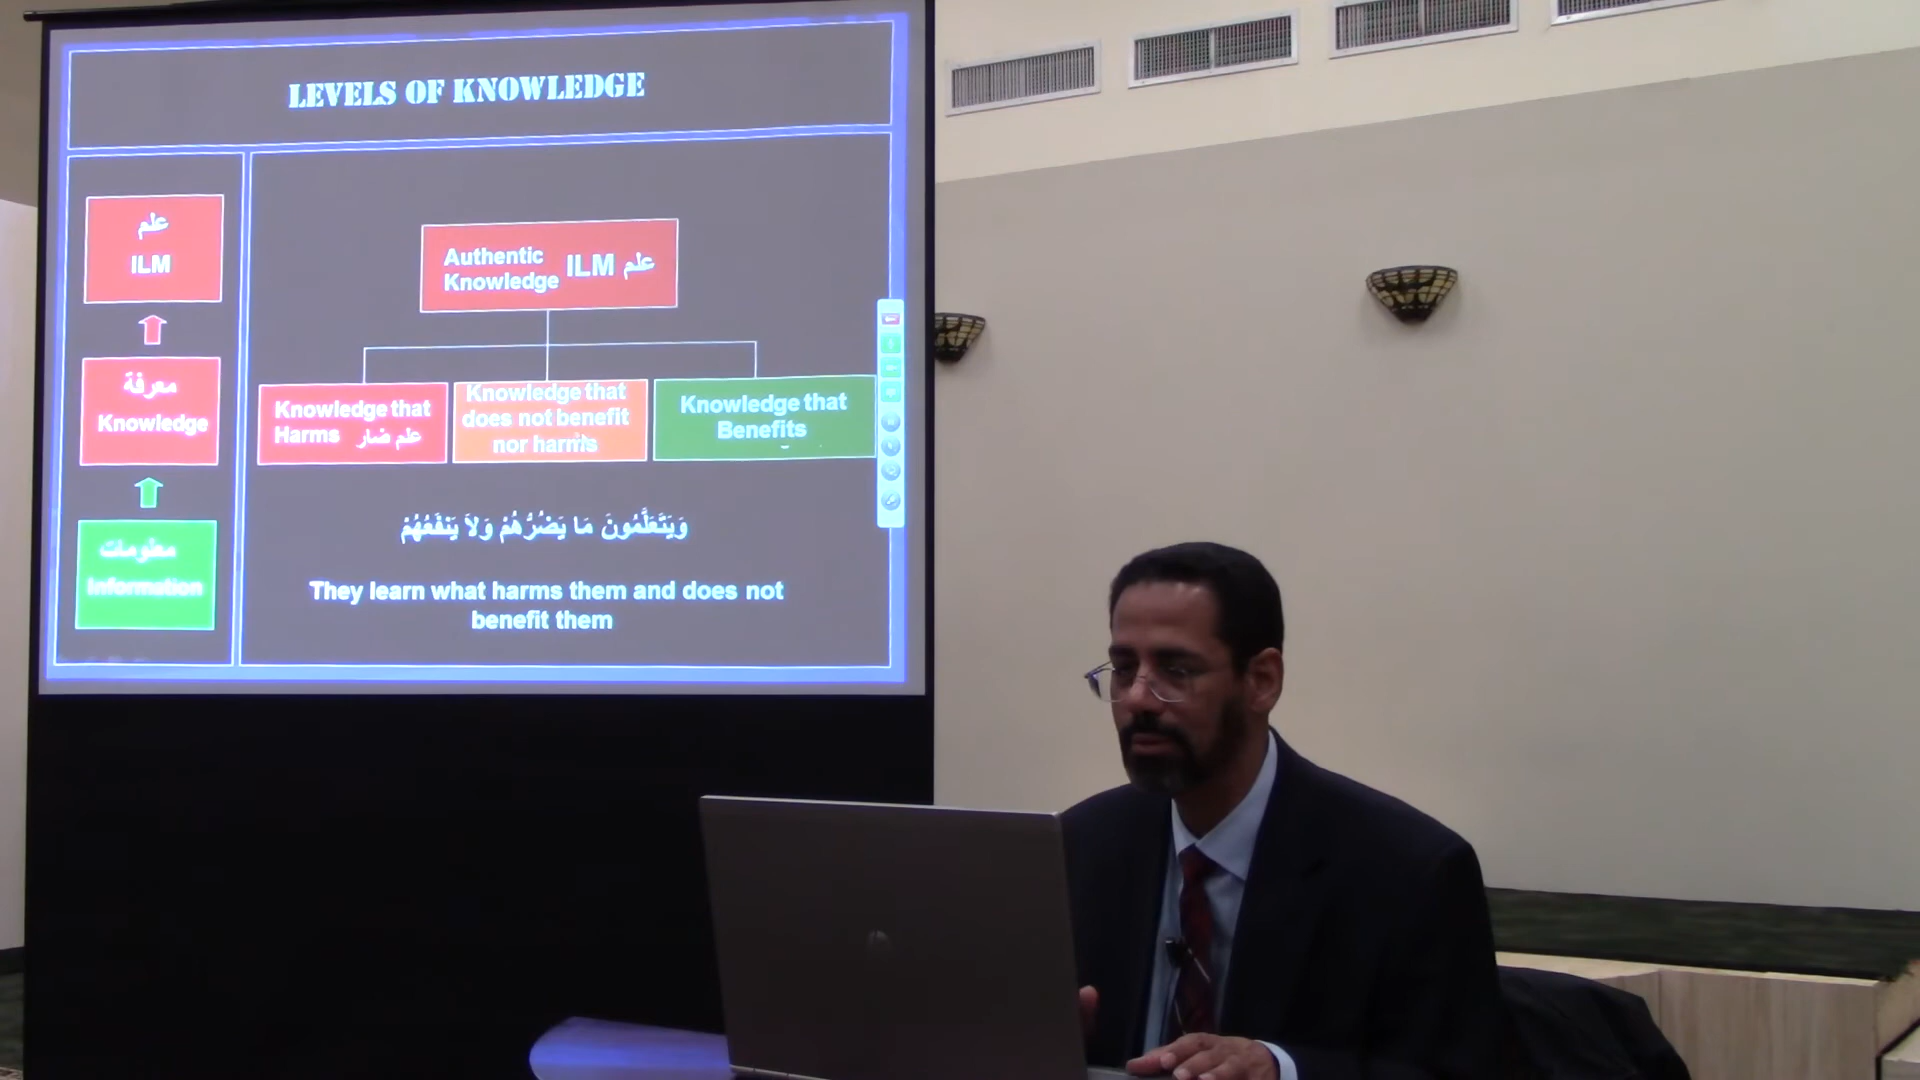 LEVELS OF KNOWLEDGE
علم
ILM
معرفة
Knowledge
معلومات
Information
Authentic
Knowledge ILM علم
Knowledge that
Harms علم ضار
Knowledge that
does not benefit
nor harms
Knowledge that
Benefits
وَيَتَعَلَّمُونَ مَا يَضُرُّهُمْ وَلاَ يَنْفَعُهُمْ
They learn what harms them and does not
benefit them